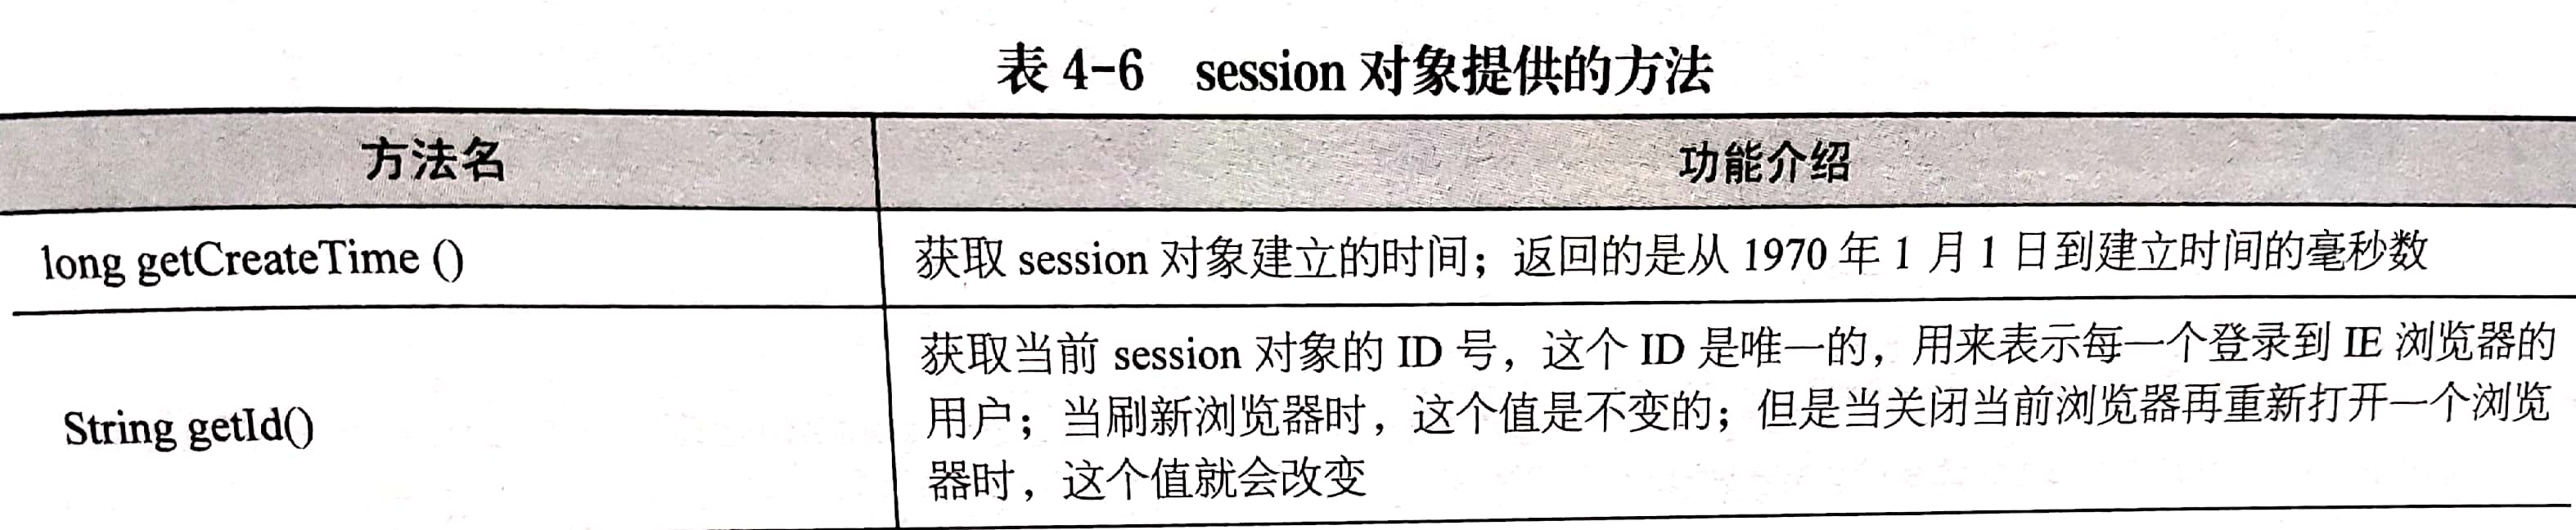 表 4-6 session 对象提供的方法
方法名 功能介绍
long getCreateTime () 获取 session 对象建立的时间；返回的是从 1970 年 1 月 1 日到建立时间的毫秒数
获取当前 session 对象的 ID 号，这个 ID 是唯一的，用来表示每一个登录到 IE 浏览器的
String getId() 用户；当刷新浏览器时，这个值是不变的；但是当关闭当前浏览器再重新打开一个浏览
器时，这个值就会改变